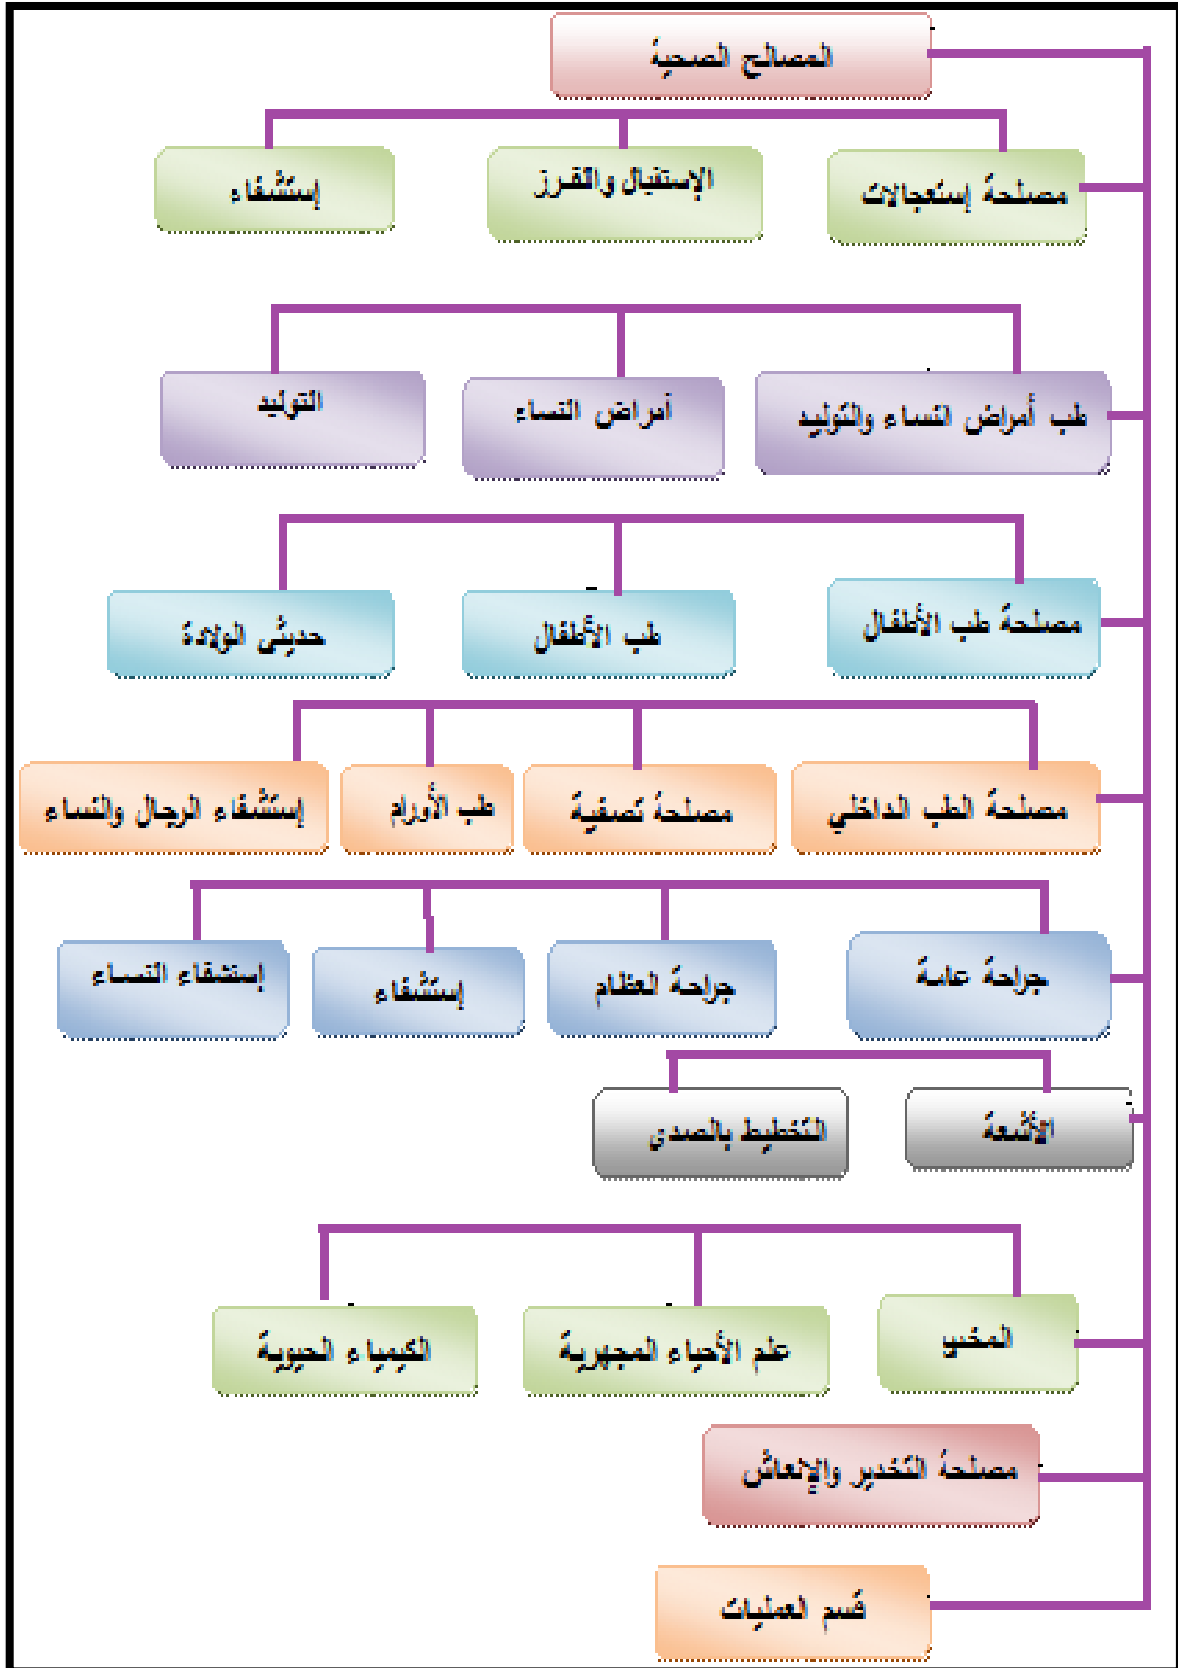 المصالح الصحية
مصلحة إستعجالات
الإستقبال والفرز
إستشفاء
طب أمراض النساء والتوليد
أمراض النساء
التوليد
مصلحة طب الأطفال
طب الأطفال
حديثي الولادة
مصلحة الطب الداخلي
مصلحة تصفية
طب الأورام
إستشفاء الرجال والنساء
جراحة عامة
جراحة العظام
إستشفاء
إستشفاء النساء
الأشعة
التخطيط بالصدى
المخبر
علم الأحياء المجهرية
الكيمياء الحيوية
مصلحة التخدير والإنعاش
قسم العمليات